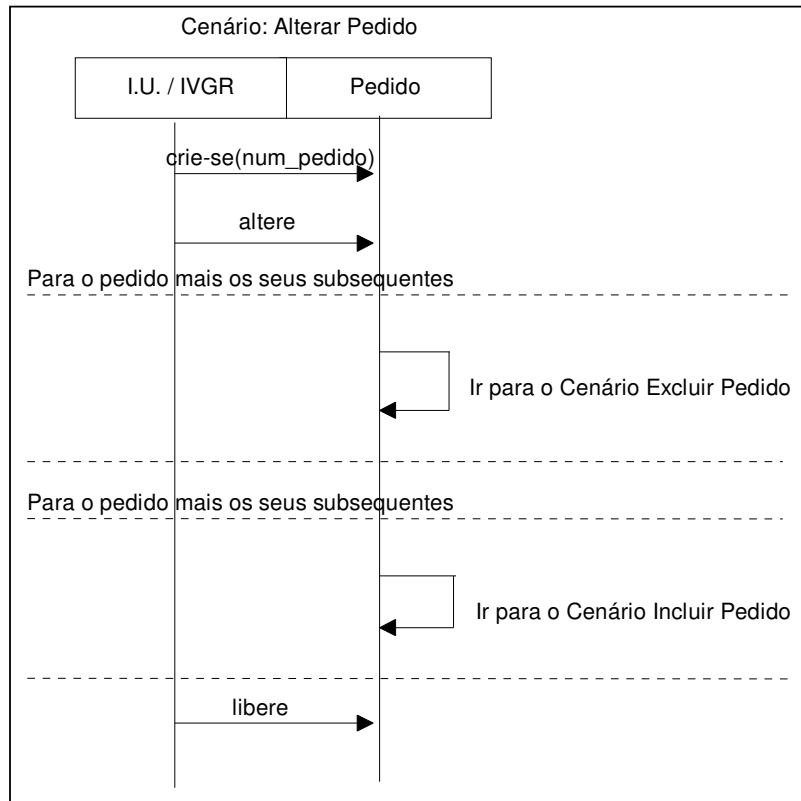 Cenário: Alterar Pedido
I.U. / IVGR
Pedido
crie-se(num_pedido)
altere
Para o pedido mais os seus subsequentes
Ir para o Cenário Excluir Pedido
Para o pedido mais os seus subsequentes
Ir para o Cenário Incluir Pedido
libere